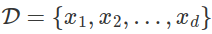 𝒟 = {x₁, x₂, . . . , x_d}